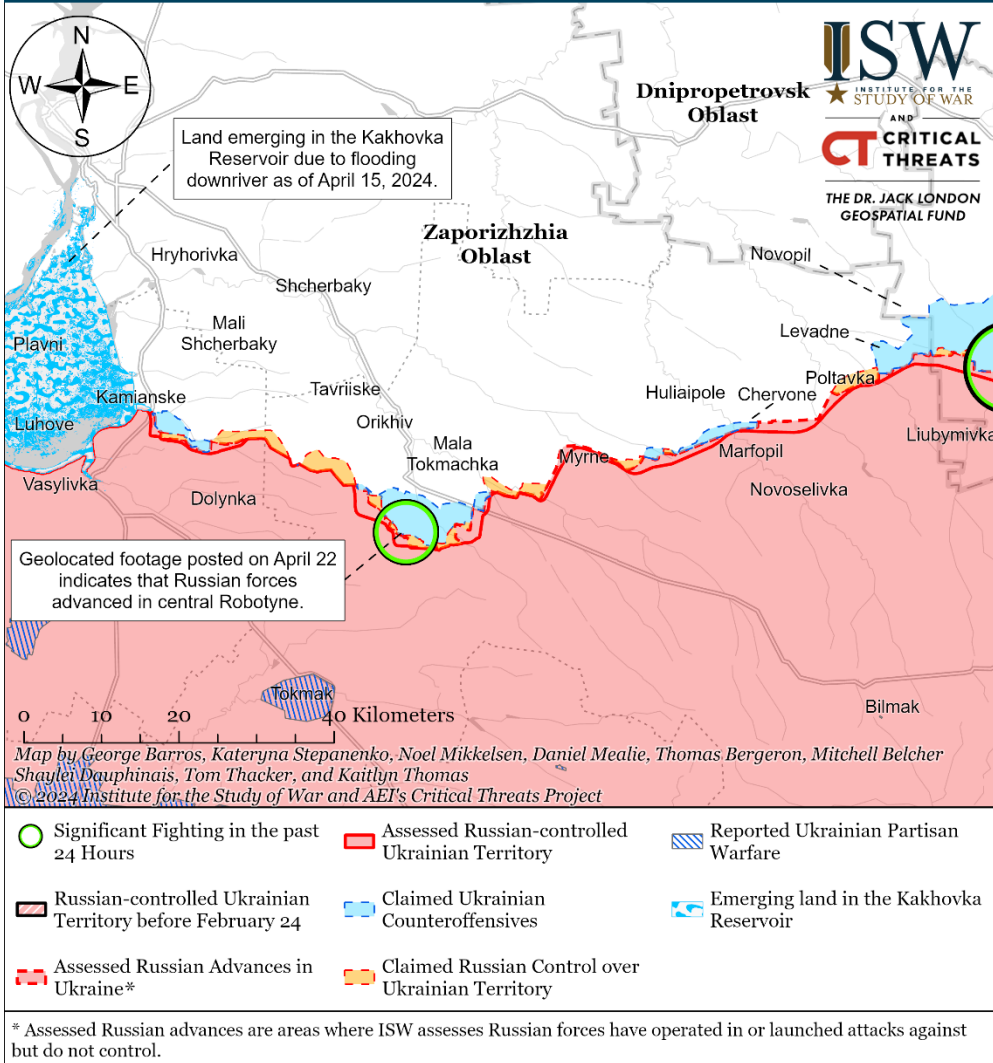 N
W E
S
ISW
INSTITUTE FOR THE
STUDY OF WAR
AND
CT CRITICAL
THREATS
THE DR. JACK LONDON
GEOSPATIAL FUND
Dnipropetrovsk
Oblast
Land emerging in the Kakhovka
Reservoir due to flooding
downriver as of April 15, 2024.
Zaporizhzhia
Oblast
Hryhorivka
Novopil
Shcherbaky
Mali
Shcherbaky
Levadne
Plavni
Poltavka
Tavriiske
Huliaipole
Chervone
Kamianske
Orikhiv
Luhove
Liubymivka
Mala
Tokmachka
Myrne
Marfopil
Vasylivka
Dolynka
Novoselivka
Geolocated footage posted on April 22
indicates that Russian forces
advanced in central Robotyne.
Tokmak
Bilmak
0 10 20 40 Kilometers
Map by George Barros, Kateryna Stepanenko, Noel Mikkelsen, Daniel Mealie, Thomas Bergeron, Mitchell Belcher
Shaylei Dauphinais, Tom Thacker, and Kaitlyn Thomas
© 2024 Institute for the Study of War and AEI's Critical Threats Project
Significant Fighting in the past
24 Hours
Assessed Russian-controlled
Ukrainian Territory
Reported Ukrainian Partisan
Warfare
Russian-controlled Ukrainian
Territory before February 24
Claimed Ukrainian
Counteroffensives
Emerging land in the Kakhovka
Reservoir
Assessed Russian Advances in
Ukraine*
Claimed Russian Control over
Ukrainian Territory
* Assessed Russian advances are areas where ISW assesses Russian forces have operated in or launched attacks against
but do not control.